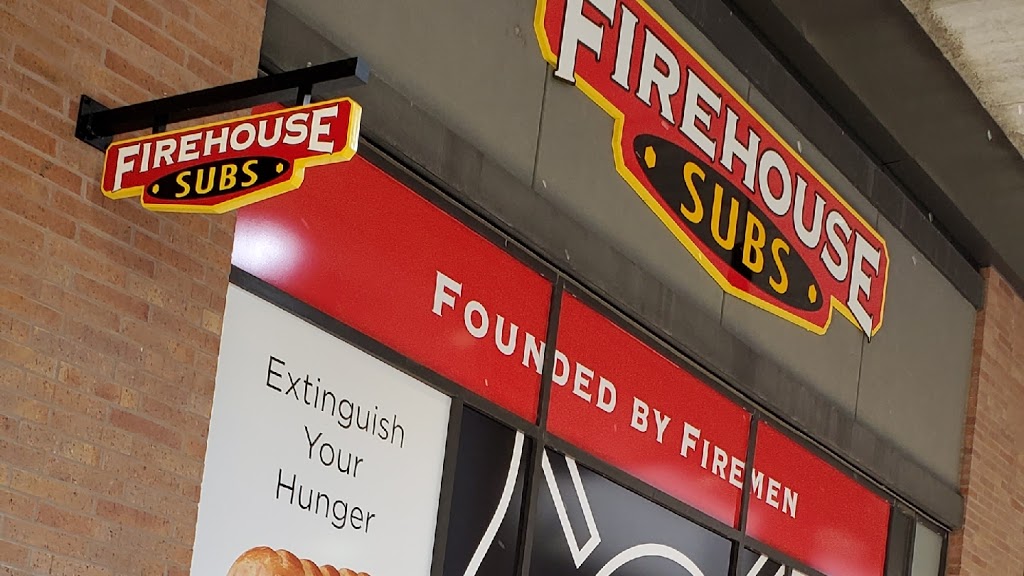 FIREHOUSE
SUBS
FIREHOUSE
SUBS
FOUNDED BY FIREMEN
Extinguish
Your
Hunger